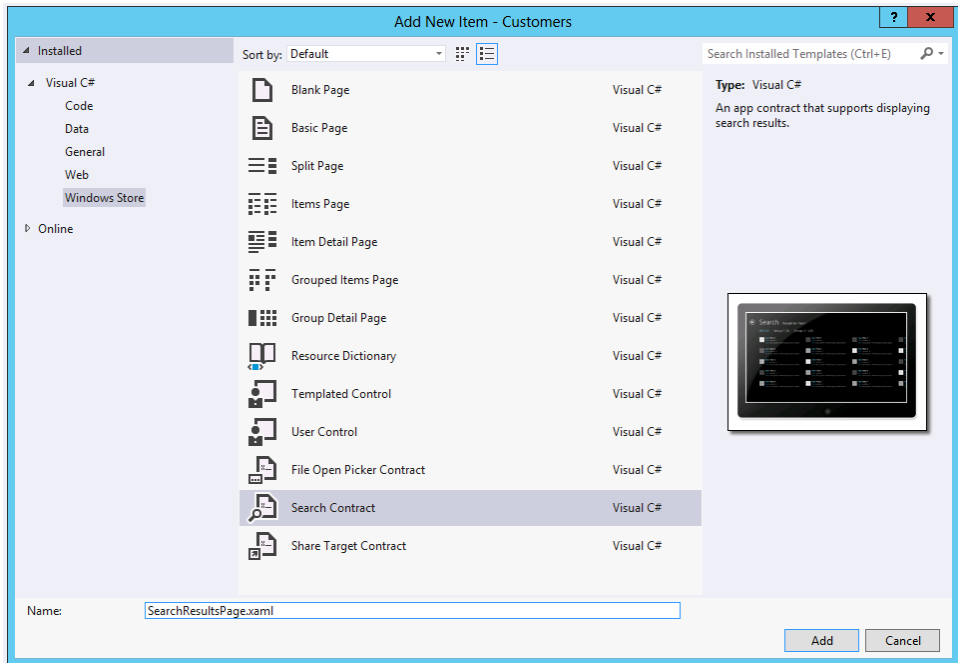 Add New Item - Customers
?
x
Installed
Sort by: Default
Search Installed Templates (Ctrl+E)
Visual C#
Code
Data
General
Web
Windows Store
Online
Blank Page Visual C#
Basic Page Visual C#
Split Page Visual C#
Items Page Visual C#
Item Detail Page Visual C#
Grouped Items Page Visual C#
Group Detail Page Visual C#
Resource Dictionary Visual C#
Templated Control Visual C#
User Control Visual C#
File Open Picker Contract Visual C#
Search Contract Visual C#
Share Target Contract Visual C#
Type: Visual C#
An app contract that supports displaying
search results.
Search
Name: SearchResultsPage.xaml
Add Cancel